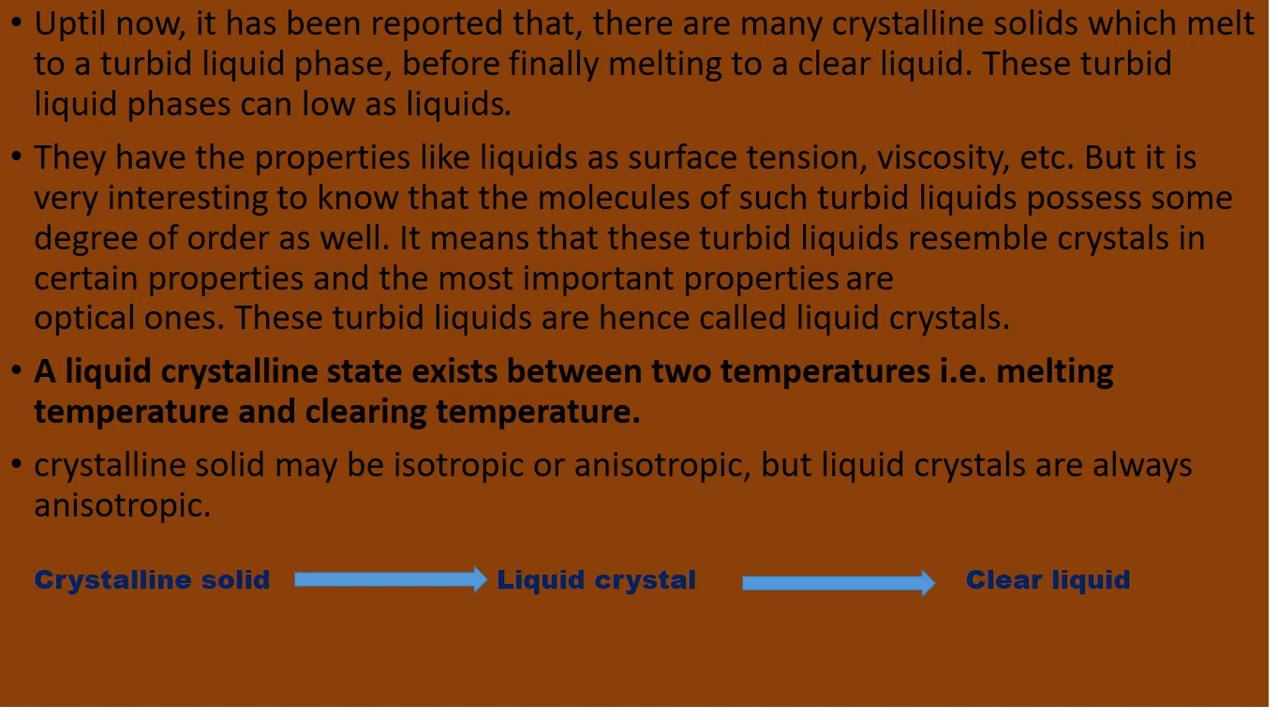 • Uptil now, it has been reported that, there are many crystalline solids which melt
to a turbid liquid phase, before finally melting to a clear liquid. These turbid
liquid phases can low as liquids.
• They have the properties like liquids as surface tension, viscosity, etc. But it is
very interesting to know that the molecules of such turbid liquids possess some
degree of order as well. It means that these turbid liquids resemble crystals in
certain properties and the most important properties are
optical ones. These turbid liquids are hence called liquid crystals.
• A liquid crystalline state exists between two temperatures i.e. melting
temperature and clearing temperature.
• crystalline solid may be isotropic or anisotropic, but liquid crystals are always
anisotropic.
Crystalline solid Liquid crystal Clear liquid